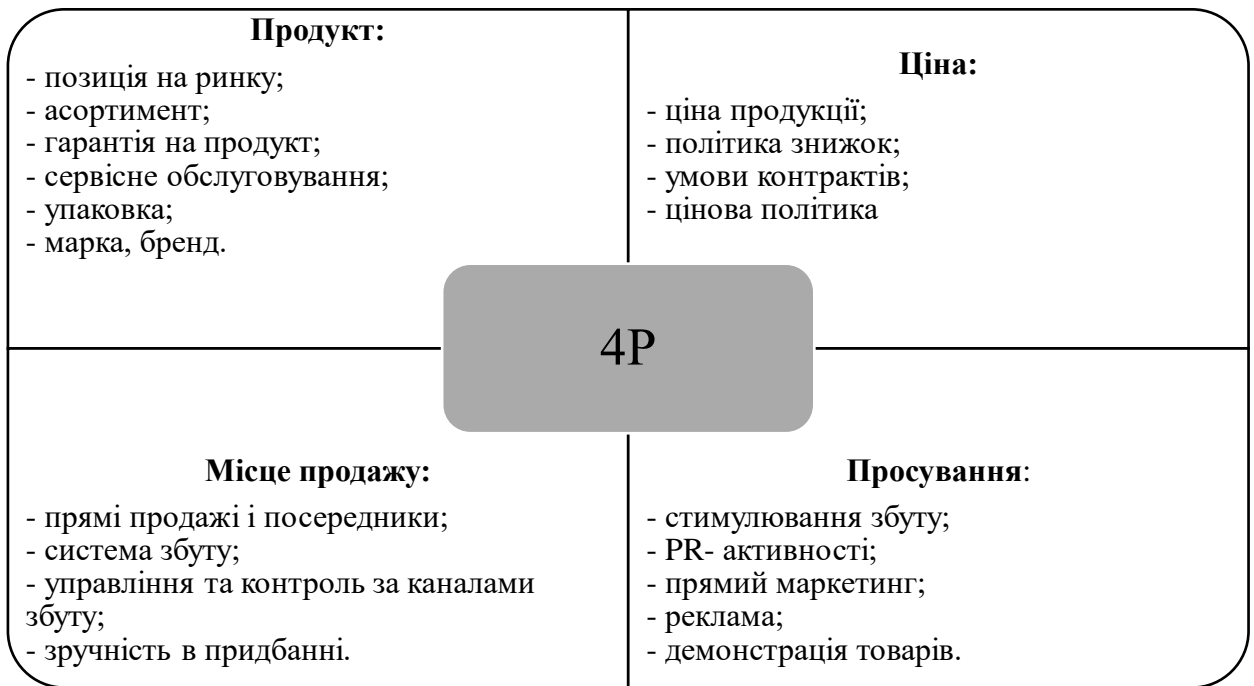 Продукт:
- позиція на ринку;
- асортимент;
- гарантія на продукт;
- сервісне обслуговування;
- упаковка;
- марка, бренд.
Ціна:
- ціна продукції;
- політика знижок;
- умови контрактів;
- цінова політика
4P
Місце продажу:
- прямі продажі і посередники;
- система збуту;
- управління та контроль за каналами
збуту;
- зручність в придбанні.
Просування:
- стимулювання збуту;
- PR- активності;
- прямий маркетинг;
- реклама;
- демонстрація товарів.